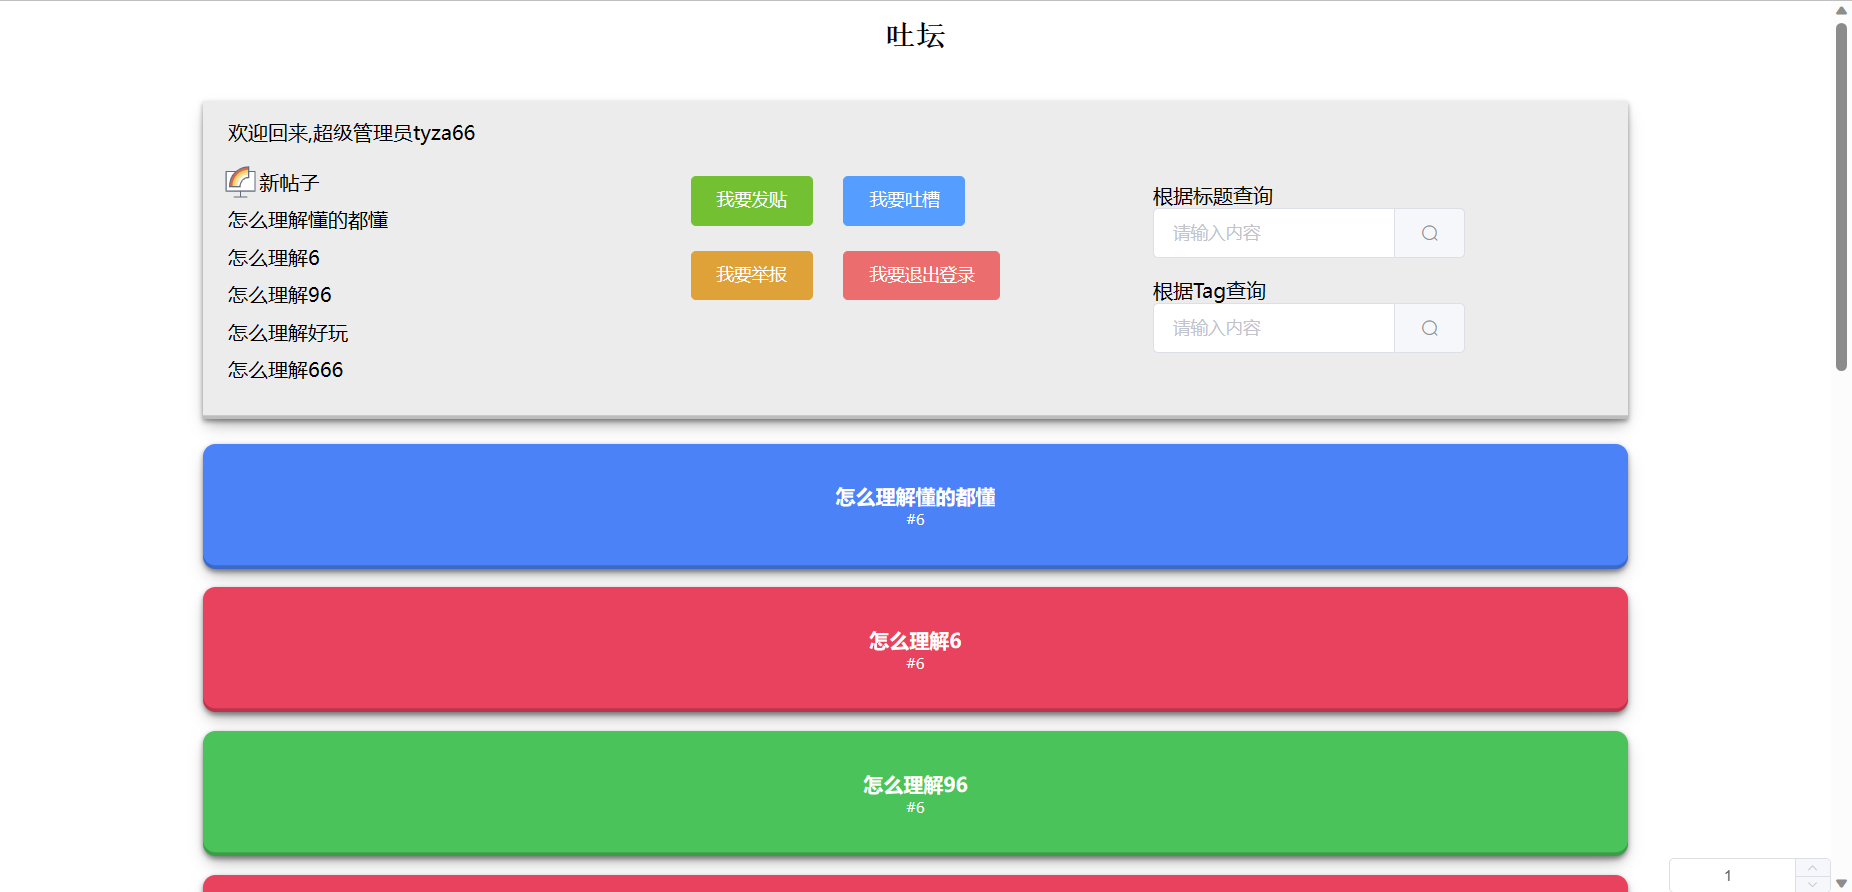 吐坛
欢迎回来,超级管理员tyza66
新帖子
怎么理解懂的都懂
怎么理解6
怎么理解96
怎么理解好玩
怎么理解666
我要发贴
我要吐槽
我要举报
我要退出登录
根据标题查询
请输入内容
根据Tag查询
请输入内容
怎么理解懂的都懂
#6
怎么理解6
#6
怎么理解96
#6
1